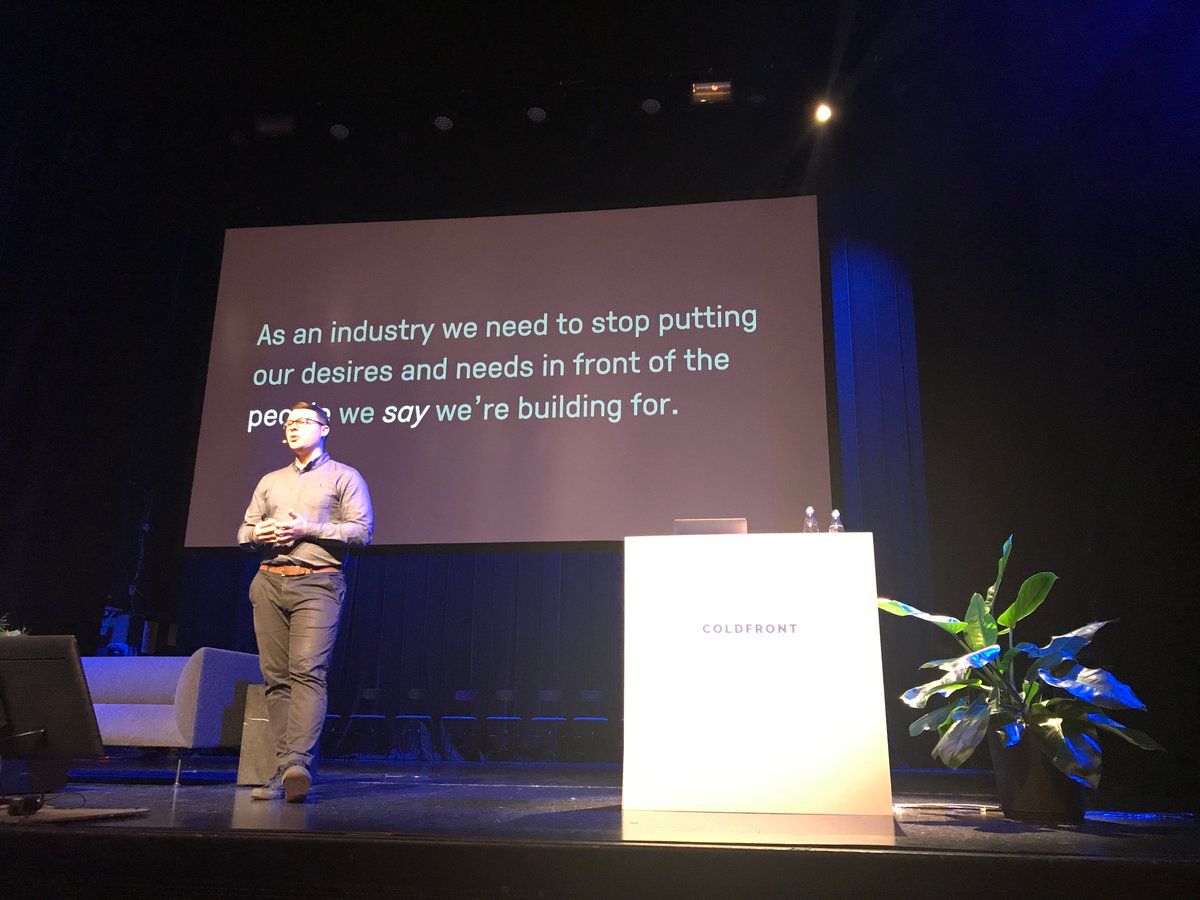 As an industry we need to stop putting
our desires and needs in front of the
people we say we're building for.
COLDFRONT